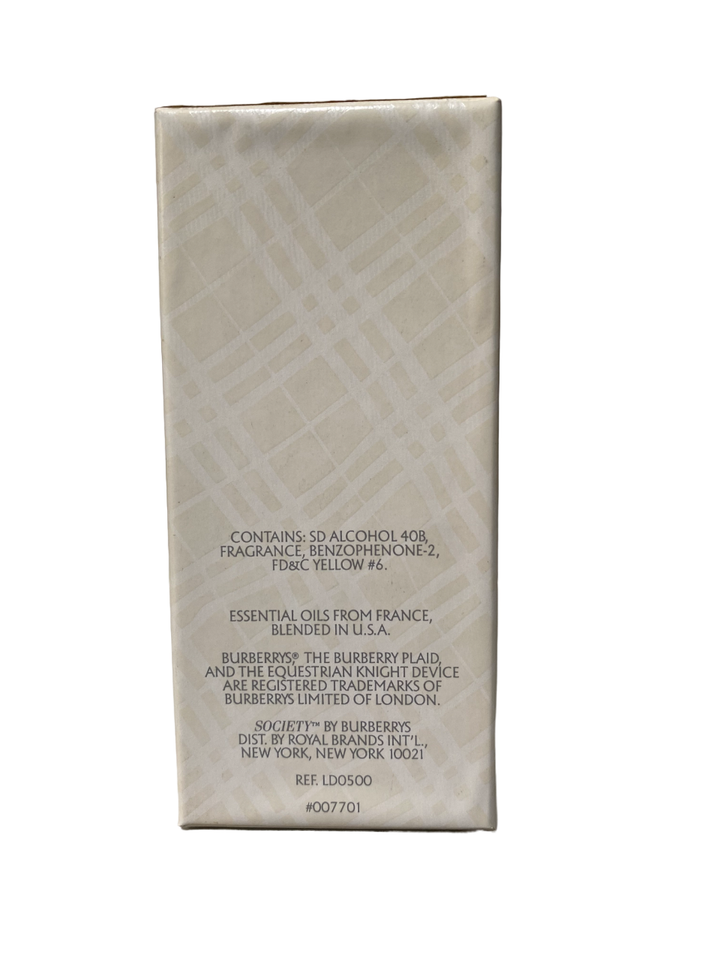 CONTAINS: SD ALCOHOL 40B,
FRAGRANCE, BENZOPHENONE-2,
FD&C YELLOW #6.
ESSENTIAL OILS FROM FRANCE,
BLENDED IN U.S.A.
BURBERRYS,® THE BURBERRY PLAID,
AND THE EQUESTRIAN KNIGHT DEVICE
ARE REGISTERED TRADEMARKS OF
BURBERRYS LIMITED OF LONDON.
SOCIETY™ BY BURBERRYS
DIST. BY ROYAL BRANDS INT'L.,
NEW YORK, NEW YORK 10021
REF. LD0500
#007701